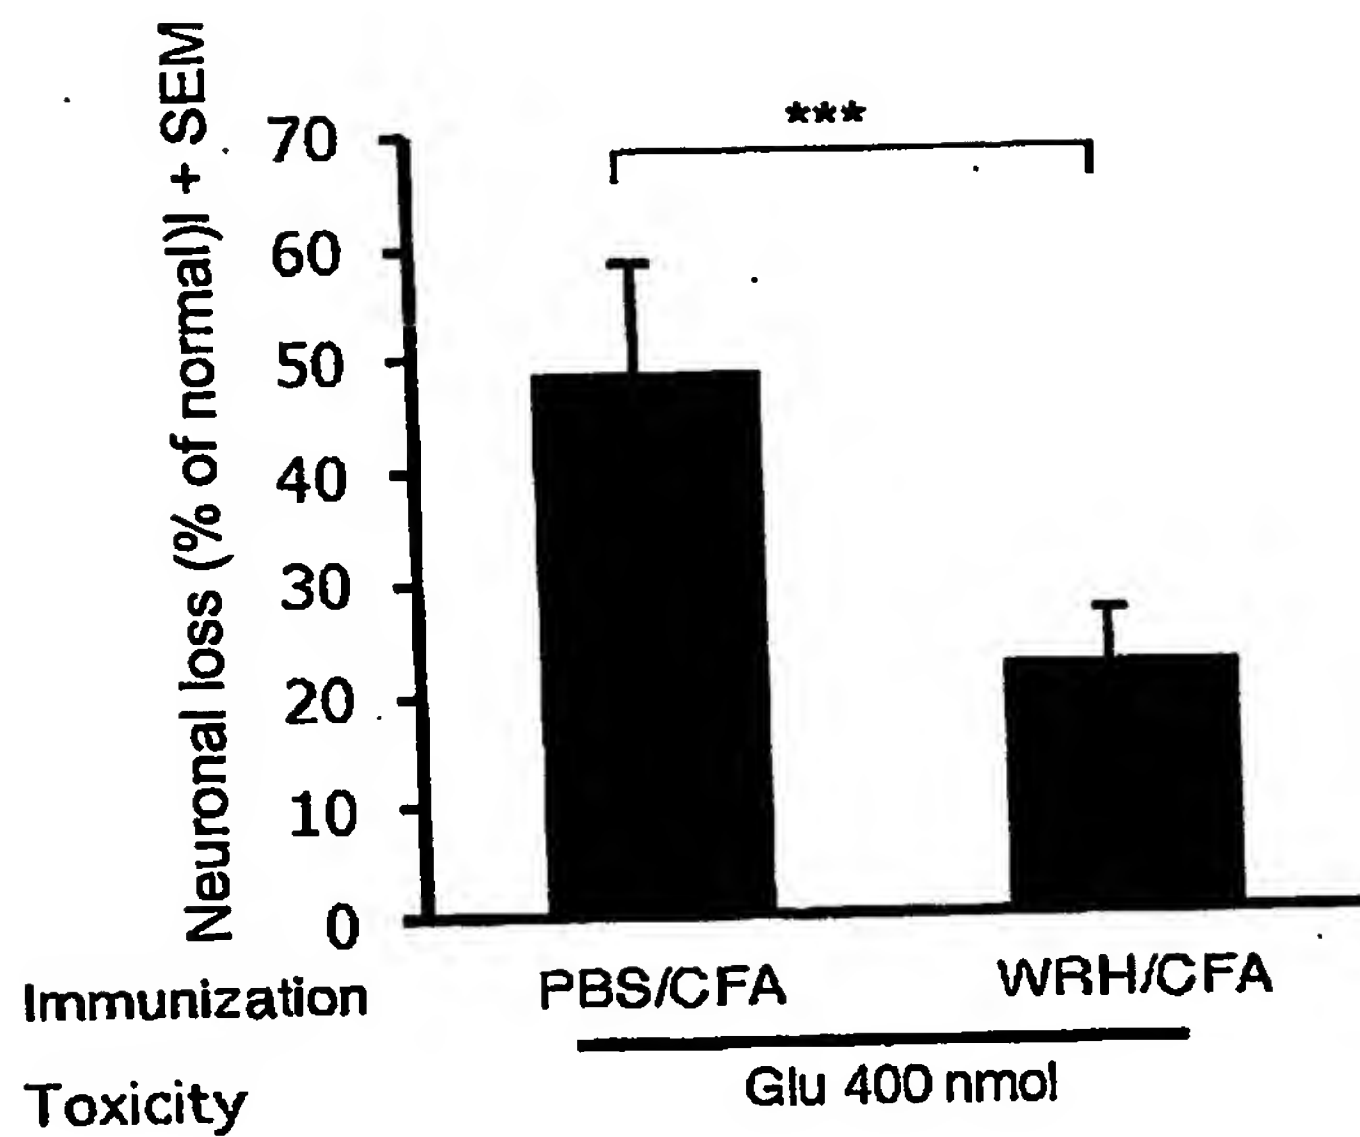 Neuronal loss (% of normal)l + SEM
***
70
60
50
40
30
20
10
0
Immunization PBS/CFA WRH/CFA
Glu 400 nmol
Toxicity